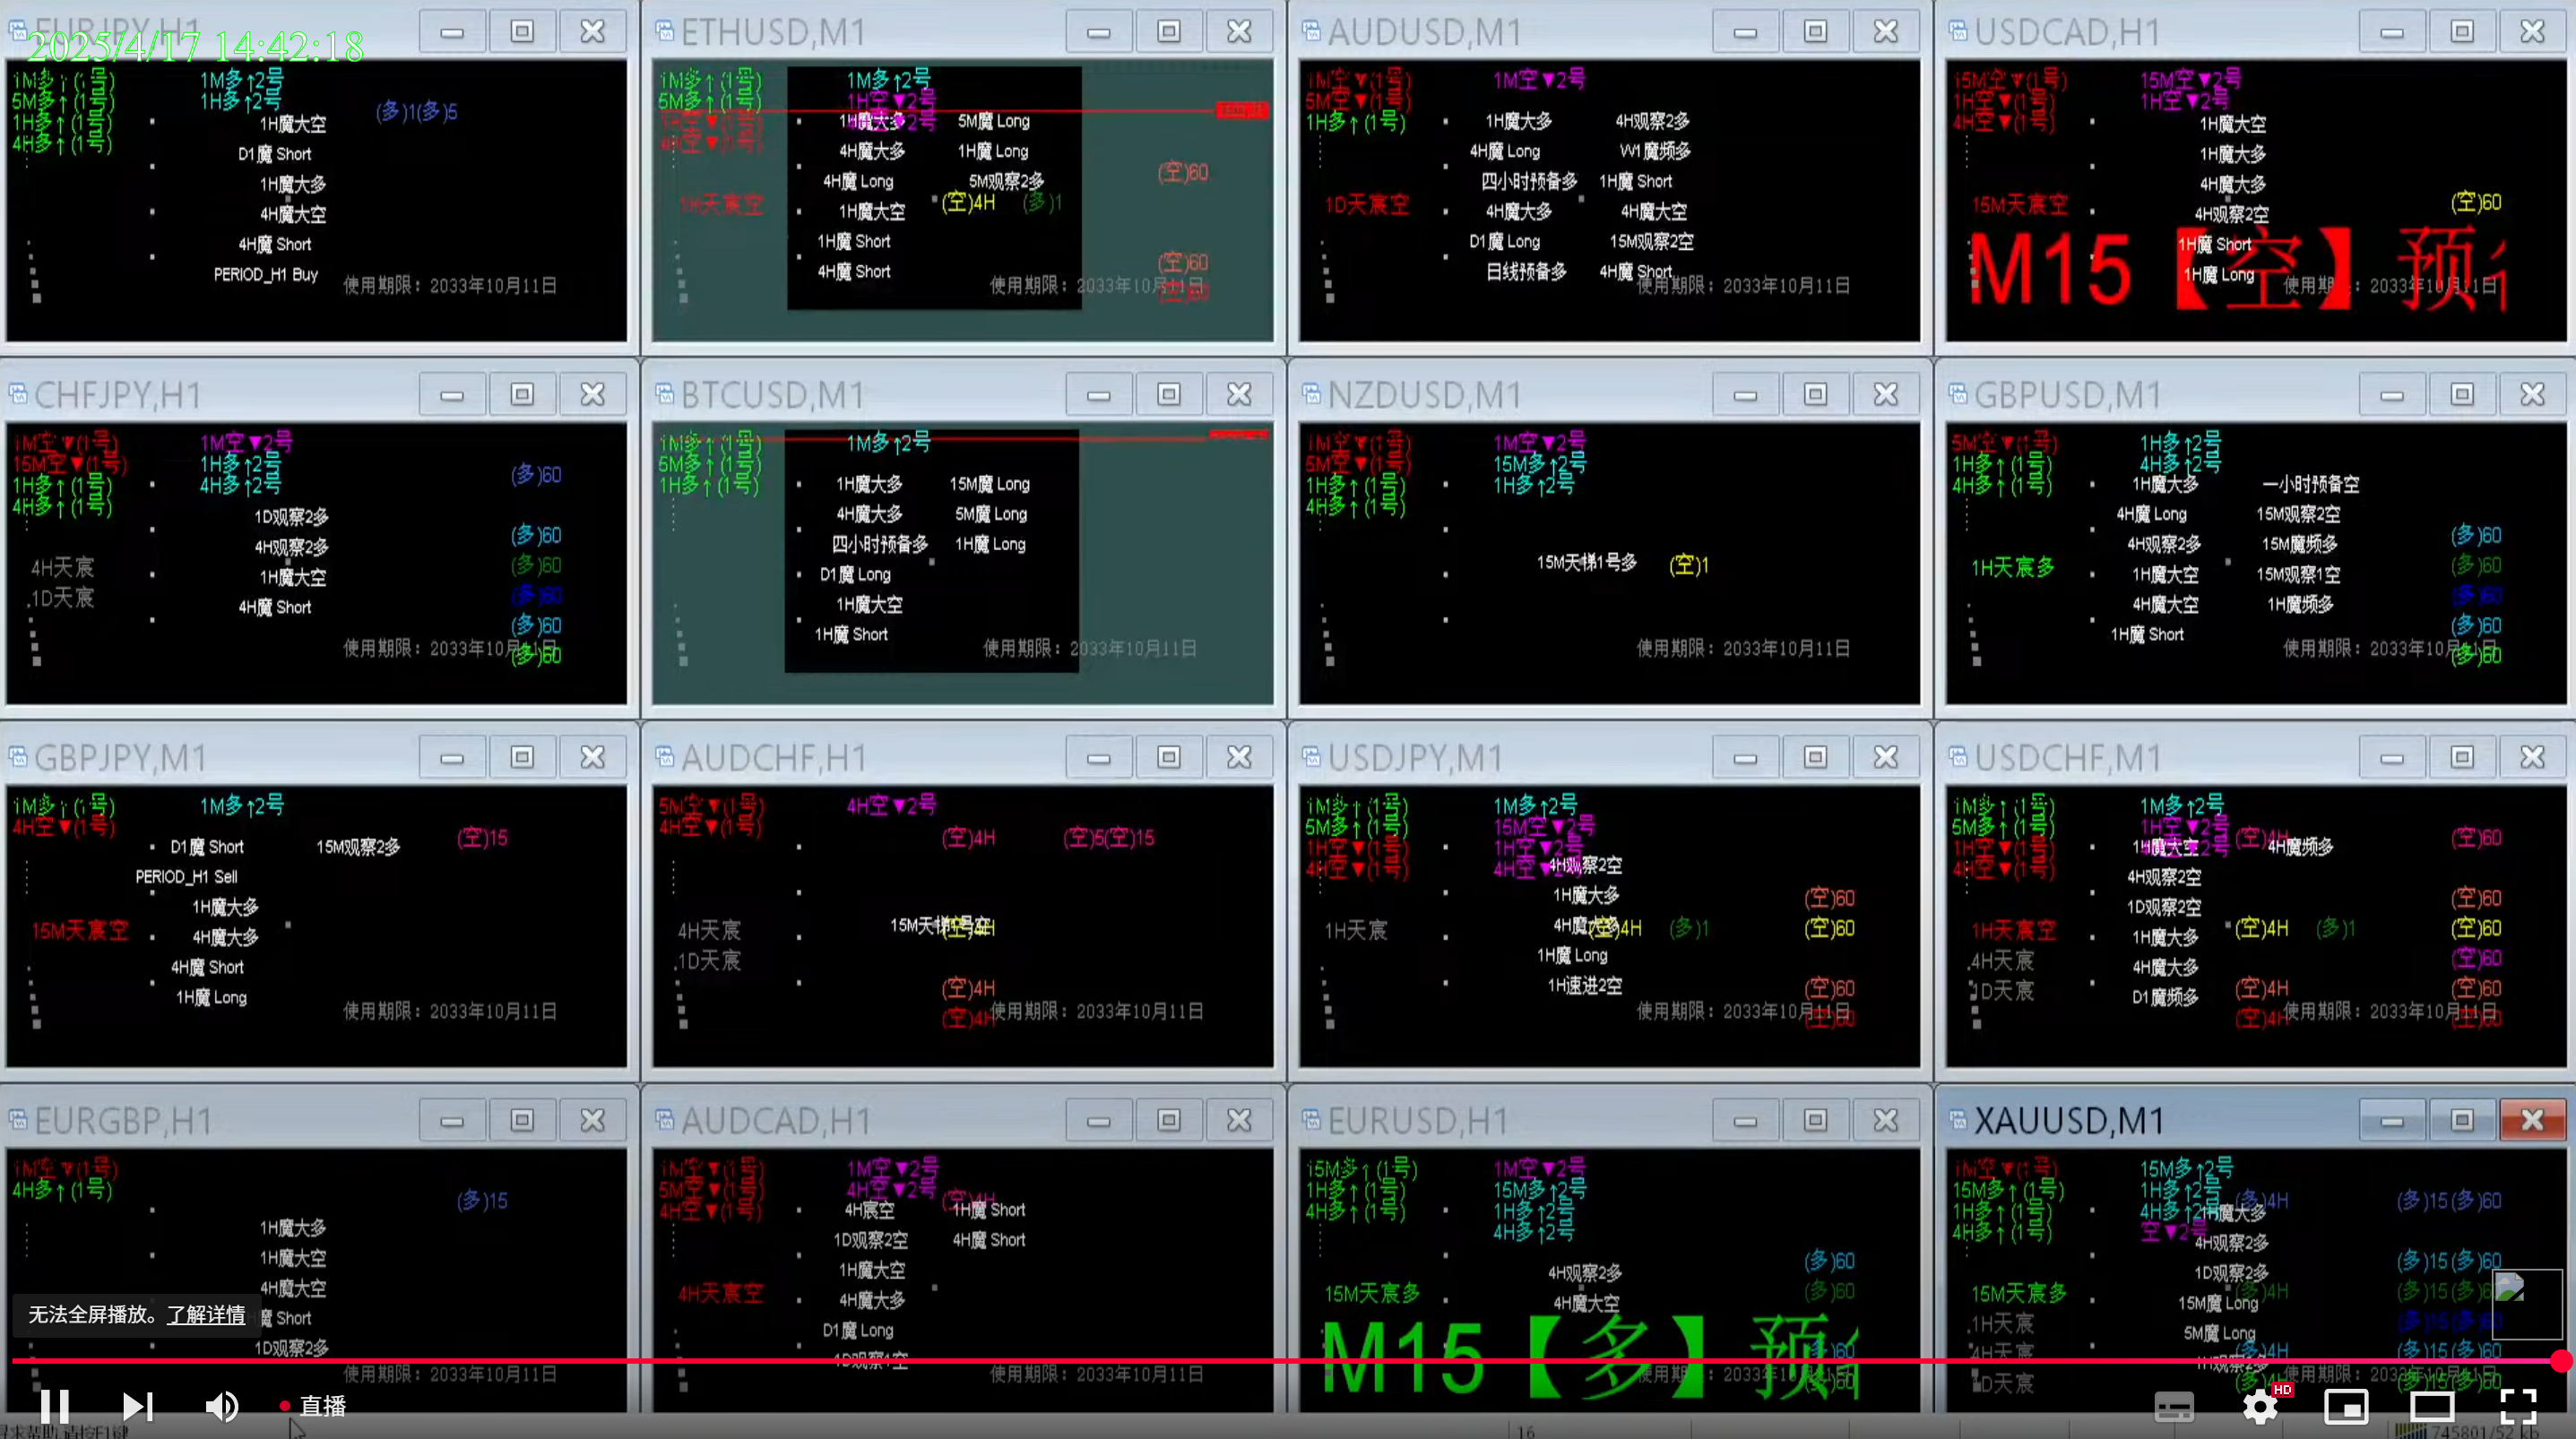 EURJPY,H1
2025/4/17 14:42:18
1M多↑(1号)
5M多↑(1号)
1H多↑(1号)
4H多↑(1号)
1M多↑2号
1H多↑2号
(多)1(多)5
1H魔大空
D1魔 Short
1H魔大多
4H魔大空
4H魔 Short
PERIOD_H1 Buy
使用期限：2033年10月11日
ETHUSD,M1
1M多↑(1号)
5M多↑(1号)
4H空▼(1号)
1H天宸空
1M多↑2号
1H空▼2号
1H魔大多
4H魔大多
4H魔 Long
1H魔大空
1H魔 Short
4H魔 Short
5M魔 Long
1H魔 Long
5M观察2多
(空)4H
(多)1
(空)60
(空)60
(空)60
使用期限：2033年10月11日
AUDUSD,M1
1M空▼(1号)
5M空▼(1号)
1H多↑(1号)
1D天宸空
1M空▼2号
1H魔大多
4H魔 Long
四小时预备多
4H魔大多
D1魔 Long
日线预备多
4H观察2多
W1魔频多
1H魔 Short
4H魔大空
15M观察2空
4H魔 Short
使用期限：2033年10月11日
USDCAD,H1
15M空▼(1号)
1H空▼(1号)
4H空▼(1号)
15M天宸空
15M空▼2号
1H空▼2号
1H魔大空
1H魔大多
4H魔大多
4H观察2空
1H魔 Short
1H魔 Long
(空)60
M15【空】预
使用期限：2033年10月11日
CHFJPY,H1
1M空▼(1号)
15M空▼(1号)
1H多↑(1号)
4H多↑(1号)
4H天宸
1D天宸
1M空▼2号
1H多↑2号
4H多↑2号
1D观察2多
4H观察2多
1H魔大空
4H魔 Short
(多)60
(多)60
(多)60
(多)60
(多)60
(多)60
使用期限：2033年10月11日
BTCUSD,M1
1M多↑(1号)
5M多↑(1号)
1H多↑(1号)
1M多↑2号
1H魔大多
4H魔大多
四小时预备多
D1魔 Long
1H魔大空
1H魔 Short
15M魔 Long
5M魔 Long
1H魔 Long
使用期限：2033年10月11日
NZDUSD,M1
1M空▼(1号)
5M空▼(1号)
1H多↑(1号)
4H多↑(1号)
1M空▼2号
15M多↑2号
1H多↑2号
15M天梯1号多
(空)1
使用期限：2033年10月11日
GBPUSD,M1
5M空▼(1号)
1H多↑(1号)
4H多↑(1号)
1H天宸多
1H多↑2号
4H多↑2号
1H魔大多
4H魔 Long
4H观察2多
1H魔大空
4H魔大空
1H魔 Short
一小时预备空
15M观察2空
15M魔频多
15M观察1空
1H魔频多
(多)60
(多)60
(多)60
(多)60
(多)60
使用期限：2033年10月11日
GBPJPY,M1
1M多↑(1号)
4H空▼(1号)
15M天宸空
1M多↑2号
D1魔 Short
PERIOD_H1 Sell
1H魔大多
4H魔大多
4H魔 Short
1H魔 Long
15M观察2多
(空)15
使用期限：2033年10月11日
AUDCHF,H1
5M空▼(1号)
4H空▼(1号)
4H天宸
1D天宸
4H空▼2号
(空)4H
(空)5(空)15
(空)4H
(空)4H
(空)4H
使用期限：2033年10月11日
USDJPY,M1
1M多↑(1号)
5M多↑(1号)
1H空▼(1号)
4H空▼(1号)
1H天宸
1M多↑2号
15M空▼2号
1H空▼2号
4H空▼2号
4H观察2空
1H魔大多
4H魔大多
1H魔 Long
1H速进2空
(空)4H
(多)1
(空)60
(空)60
(空)60
(空)60
使用期限：2033年10月11日
USDCHF,M1
1M多↑(1号)
5M多↑(1号)
1H空▼(1号)
4H空▼(1号)
1H天宸空
4H天宸
1D天宸
1M多↑2号
1H空▼2号
1H魔大空
4H观察2空
1D观察2空
1H魔大多
4H魔大多
D1魔频多
4H魔频多
(空)4H
(空)4H
(多)1
(空)4H
(空)4H
(空)60
(空)60
(空)60
(空)60
(空)60
(空)60
使用期限：2033年10月11日
EURGBP,H1
1M空▼(1号)
4H多↑(1号)
(多)15
1H魔大多
1H魔大空
4H魔大空
魔 Short
1D观察2多
使用期限：2033年10月11日
AUDCAD,H1
1M空▼(1号)
5M空▼(1号)
4H空▼(1号)
4H天宸空
1M空▼2号
4H空▼2号
(空)4H
4H宸空
1D观察2空
1H魔大空
4H魔大多
D1魔 Long
1D观察1空
1H魔 Short
4H魔 Short
使用期限：2033年10月11日
EURUSD,H1
15M多↑(1号)
1H多↑(1号)
4H多↑(1号)
15M天宸多
1M空▼2号
15M多↑2号
1H多↑2号
4H多↑2号
4H观察2多
4H魔大空
(多)60
(多)60
(多)60
M15【多】预
使用期限：2033年10月11日
XAUUSD,M1
1M空▼(1号)
15M多↑(1号)
1H多↑(1号)
4H多↑(1号)
15M天宸多
1H天宸
4H天宸
1D天宸
15M多↑2号
1H多↑2号
4H多↑2号
空▼2号
1H魔大多
4H观察2多
1D观察2多
15M魔 Long
5M魔 Long
(多)4H
(多)4H
(多)4H
(多)15(多)60
(多)15(多)60
(多)15(多)60
使用期限：2033年10月11日
无法全屏播放。了解详情
直播
HD
16
745801/52 kb